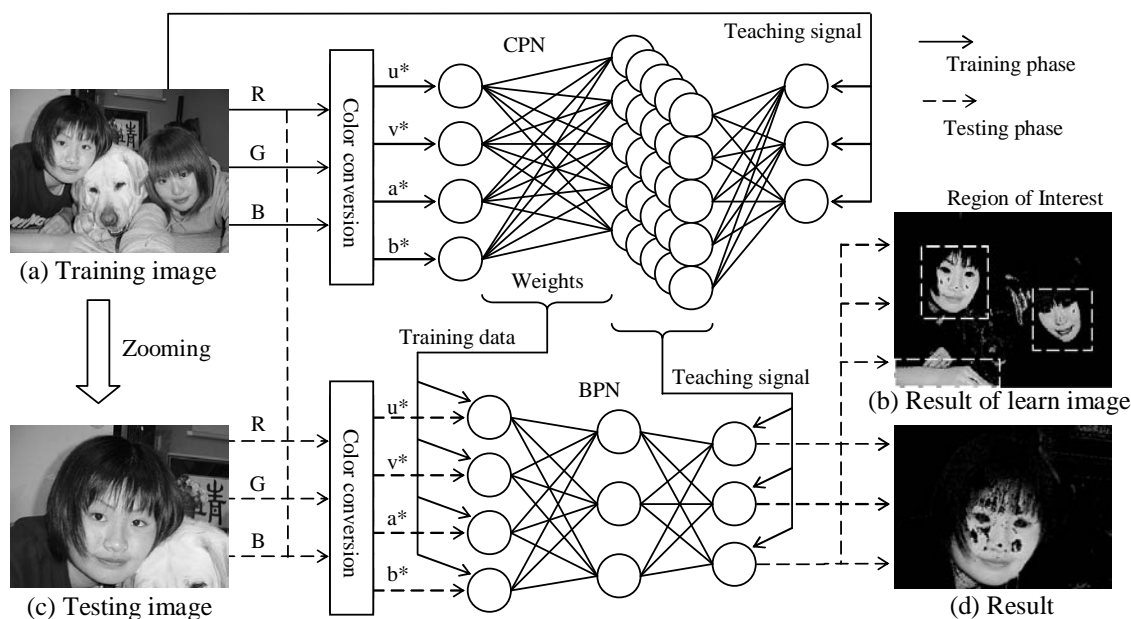 CPN
Teaching signal
Training phase
Testing phase
R
G
B
Color conversion
u*
v*
a*
b*
(a) Training image
Region of Interest
Weights
Zooming
Training data
Teaching signal
BPN
(b) Result of learn image
R
G
B
Color conversion
u*
v*
a*
b*
(c) Testing image
(d) Result